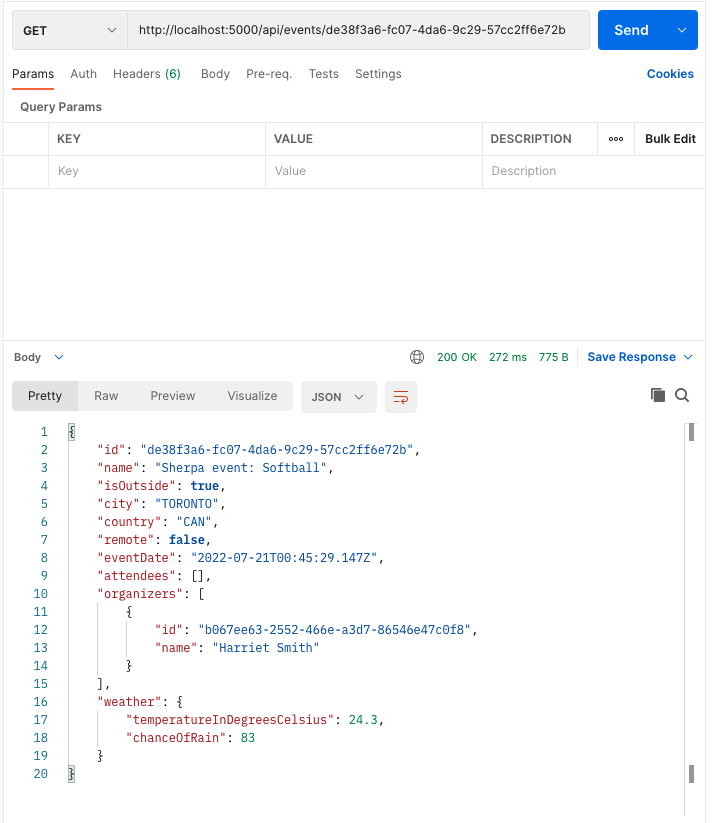 GET http://localhost:5000/api/events/de38f3a6-fc07-4da6-9c29-57cc2ff6e72b Send
Params Auth Headers (6) Body Pre-req. Tests Settings Cookies
Query Params
KEY VALUE DESCRIPTION ooo Bulk Edit
Key Value Description
Body 200 OK 272 ms 775 B Save Response
Pretty Raw Preview Visualize JSON
1 {
2 "id": "de38f3a6-fc07-4da6-9c29-57cc2ff6e72b",
3 "name": "Sherpa event: Softball",
4 "isOutside": true,
5 "city": "TORONTO",
6 "country": "CAN",
7 "remote": false,
8 "eventDate": "2022-07-21T00:45:29.147Z",
9 "attendees": [],
10 "organizers": [
11 {
12 "id": "b067ee63-2552-466e-a3d7-86546e47c0f8",
13 "name": "Harriet Smith"
14 }
15 ],
16 "weather": {
17 "temperatureInDegreesCelsius": 24.3,
18 "chanceOfRain": 83
19 }
20 }